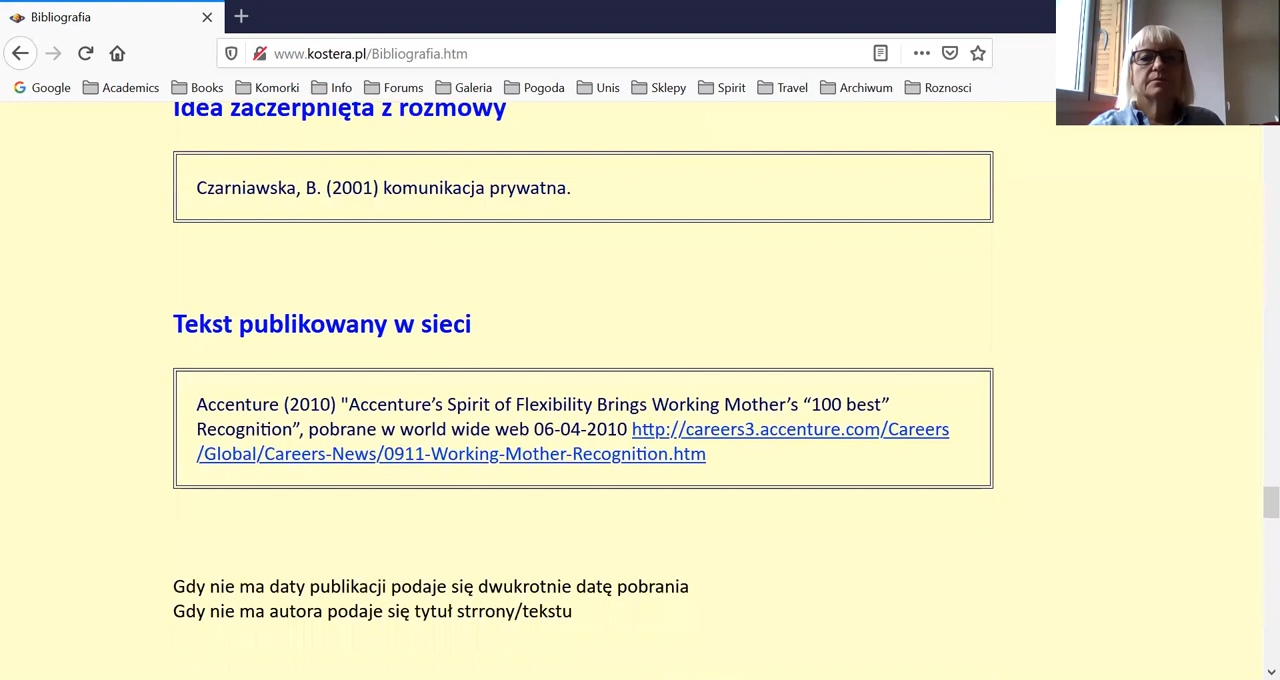 Bibliografia
www.kostera.pl/Bibliografia.htm
Google Academics Books Komorki Info Forums Galeria Pogoda Unis Sklepy Spirit Travel Archiwum Roznosci
Idea zaczerpnięta z rozmowy
Czarniawska, B. (2001) komunikacja prywatna.
Tekst publikowany w sieci
Accenture (2010) "Accenture’s Spirit of Flexibility Brings Working Mother’s “100 best”
Recognition”, pobrane w world wide web 06-04-2010 http://careers3.accenture.com/Careers
/Global/Careers-News/0911-Working-Mother-Recognition.htm
Gdy nie ma daty publikacji podaje się dwukrotnie datę pobrania
Gdy nie ma autora podaje się tytuł strrony/tekstu